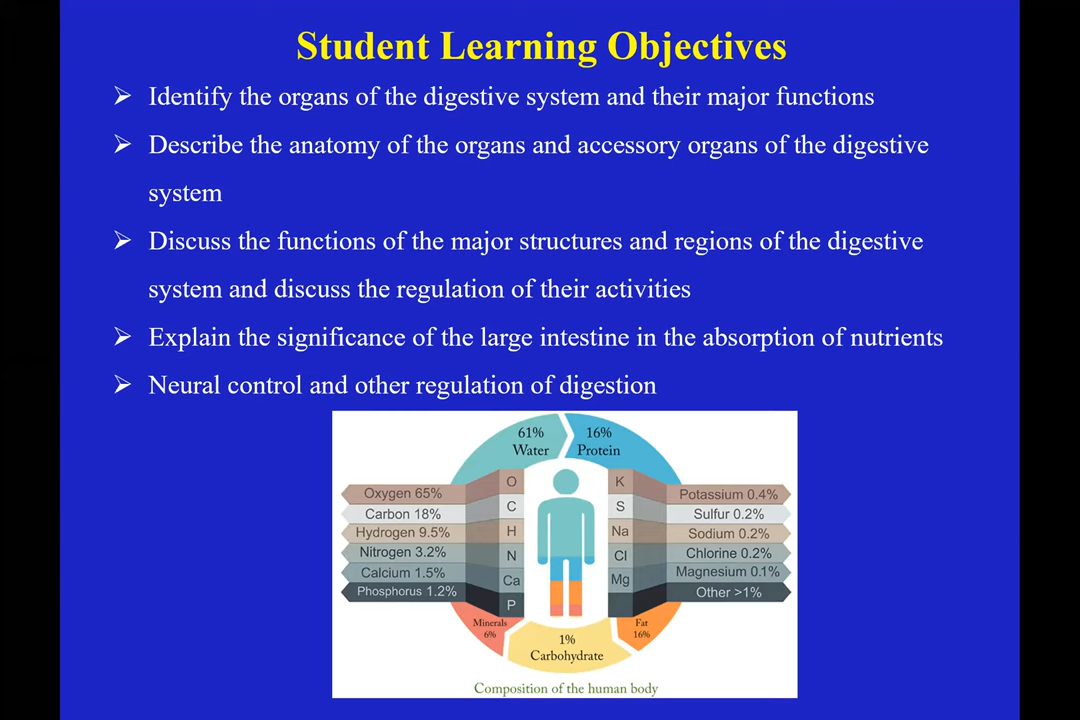 Student Learning Objectives
➢ Identify the organs of the digestive system and their major functions
➢ Describe the anatomy of the organs and accessory organs of the digestive
system
➢ Discuss the functions of the major structures and regions of the digestive
system and discuss the regulation of their activities
➢ Explain the significance of the large intestine in the absorption of nutrients
➢ Neural control and other regulation of digestion
61%
Water
16%
Protein
Oxygen 65%
Carbon 18%
Hydrogen 9.5%
Nitrogen 3.2%
Calcium 1.5%
Phosphorus 1.2%
O
C
H
N
Ca
P
K
S
Na
Cl
Mg
Potassium 0.4%
Sulfur 0.2%
Sodium 0.2%
Chlorine 0.2%
Magnesium 0.1%
Other >1%
Minerals
6%
1%
Carbohydrate
Fat
16%
Composition of the human body